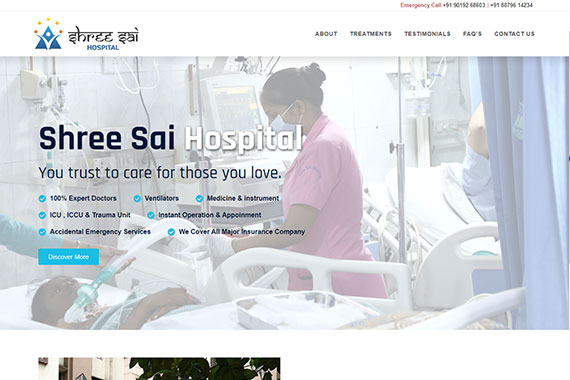 Emergency Call +91 90192 68603 | +91 88796 14234
Shree Sai
HOSPITAL
ABOUT TREATMENTS TESTIMONIALS FAQ'S CONTACT US
Shree Sai Hospital
You trust to care for those you love.
100% Expert Doctors Ventilators Medicine & Instrument
ICU , ICCU & Trauma Unit Instant Operation & Appoinment
Accidental Emergency Services We Cover All Major Insurance Company
Discover More